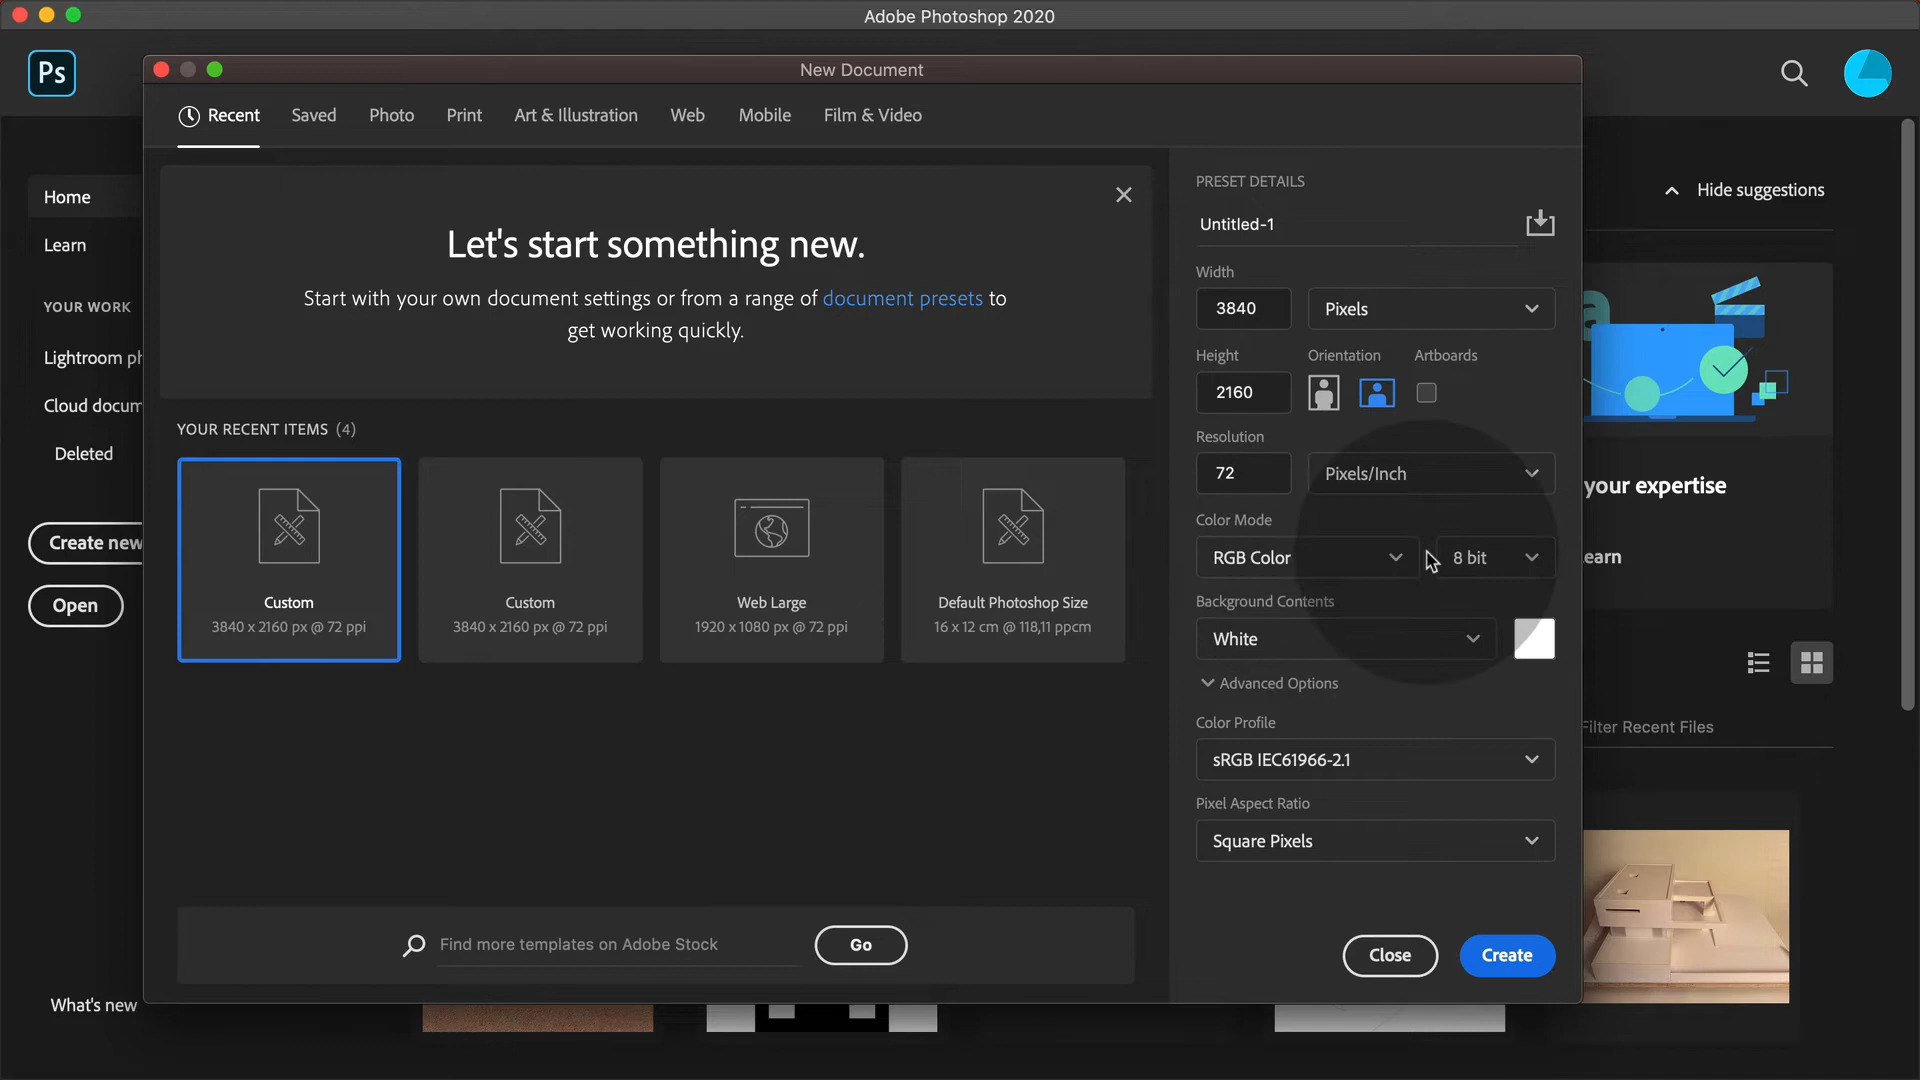 Adobe Photoshop 2020
Ps
New Document
Recent
Saved
Photo
Print
Art & Illustration
Web
Mobile
Film & Video
Home
Learn
YOUR WORK
Lightroom ph
Cloud docum
Deleted
Create new
Open
What's new
Let's start something new.
Start with your own document settings or from a range of document presets to
get working quickly.
YOUR RECENT ITEMS (4)
Custom
3840 x 2160 px @ 72 ppi
Custom
3840 x 2160 px @ 72 ppi
Web Large
1920 x 1080 px @ 72 ppi
Default Photoshop Size
16 x 12 cm @ 118,11 ppcm
Find more templates on Adobe Stock
Go
PRESET DETAILS
Untitled-1
Width
3840
Pixels
Height
Orientation
Artboards
2160
Resolution
72
Pixels/Inch
Color Mode
RGB Color
8 bit
Background Contents
White
Advanced Options
Color Profile
sRGB IEC61966-2.1
Pixel Aspect Ratio
Square Pixels
Close
Create
Hide suggestions
your expertise
earn
Filter Recent Files